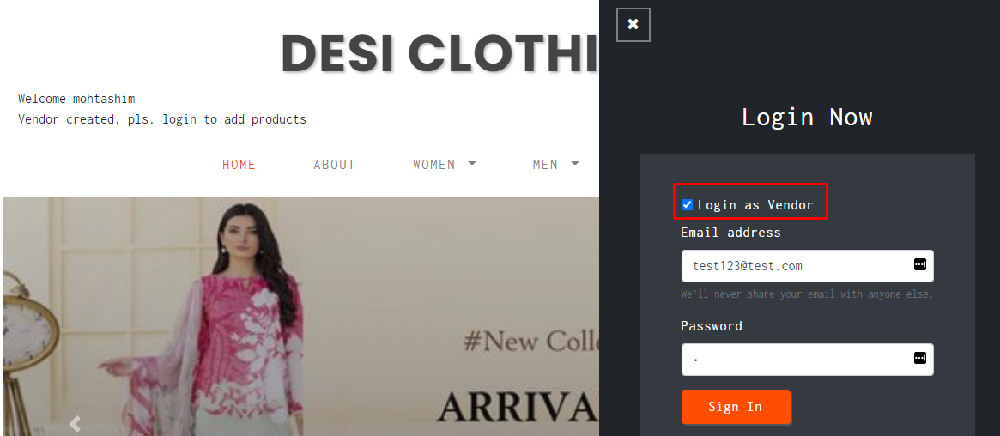 DESI CLOTHI
Welcome mohtashim
Vendor created, pls. login to add products
HOME ABOUT WOMEN MEN
#New Colle
ARRIVA
✖
Login Now
Login as Vendor
Email address
test123@test.com
We'll never share your email with anyone else.
Password
Sign In